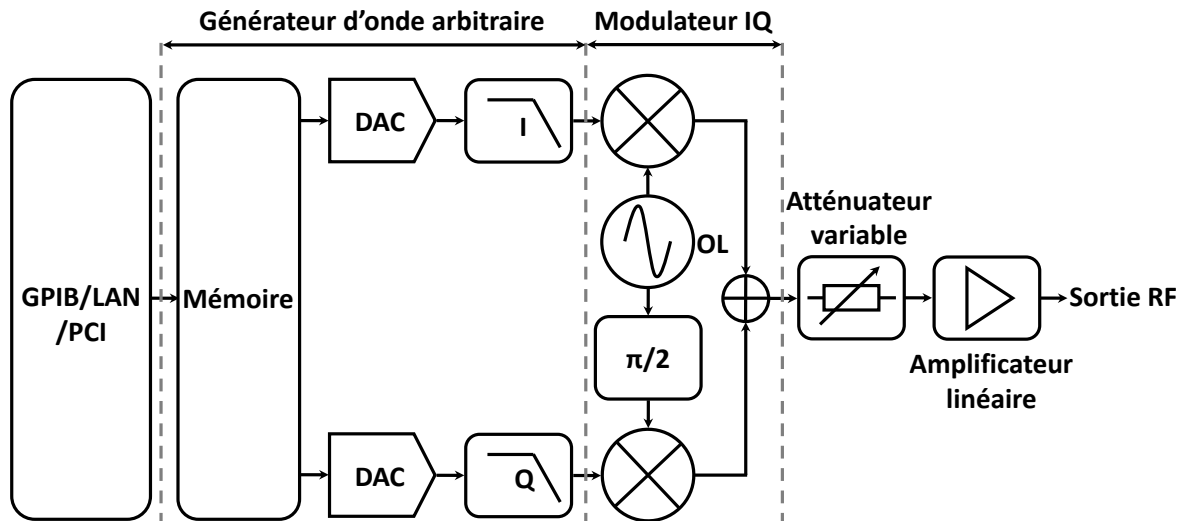 Générateur d'onde arbitraire
Modulateur IQ
GPIB/LAN
/PCI
Mémoire
DAC
I
OL
π/2
DAC
Q
Atténuateur
variable
Amplificateur
linéaire
Sortie RF